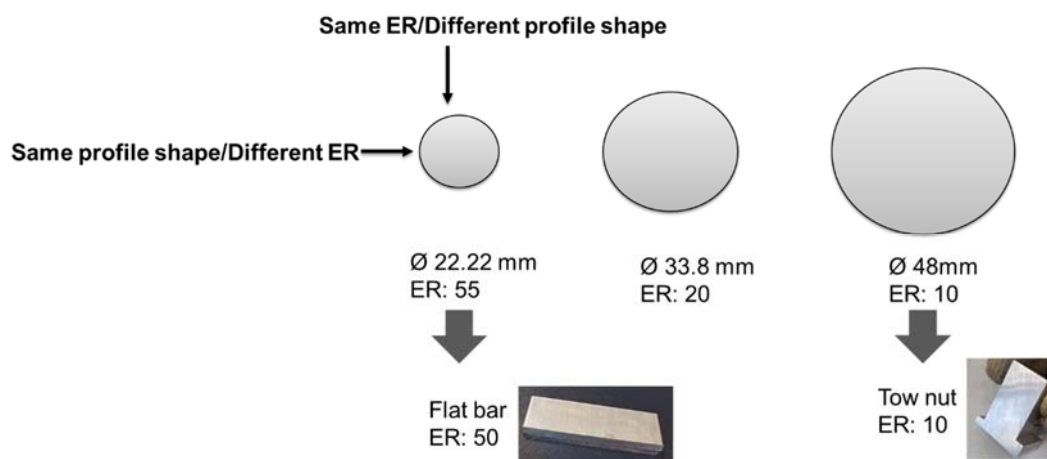 Same ER/Different profile shape
Same profile shape/Different ER
Ø 22.22 mm
ER: 55
Ø 33.8 mm
ER: 20
Ø 48mm
ER: 10
Flat bar
ER: 50
Tow nut
ER: 10